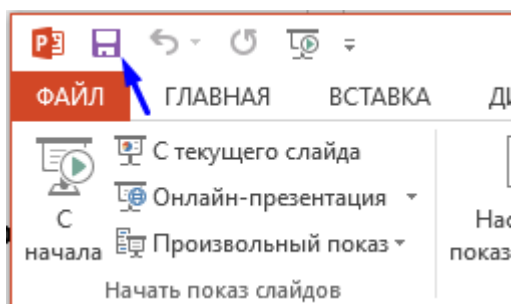 ФАЙЛ ГЛАВНАЯ ВСТАВКА
С начала
С текущего слайда
Онлайн-презентация
Произвольный показ
Начать показ слайдов